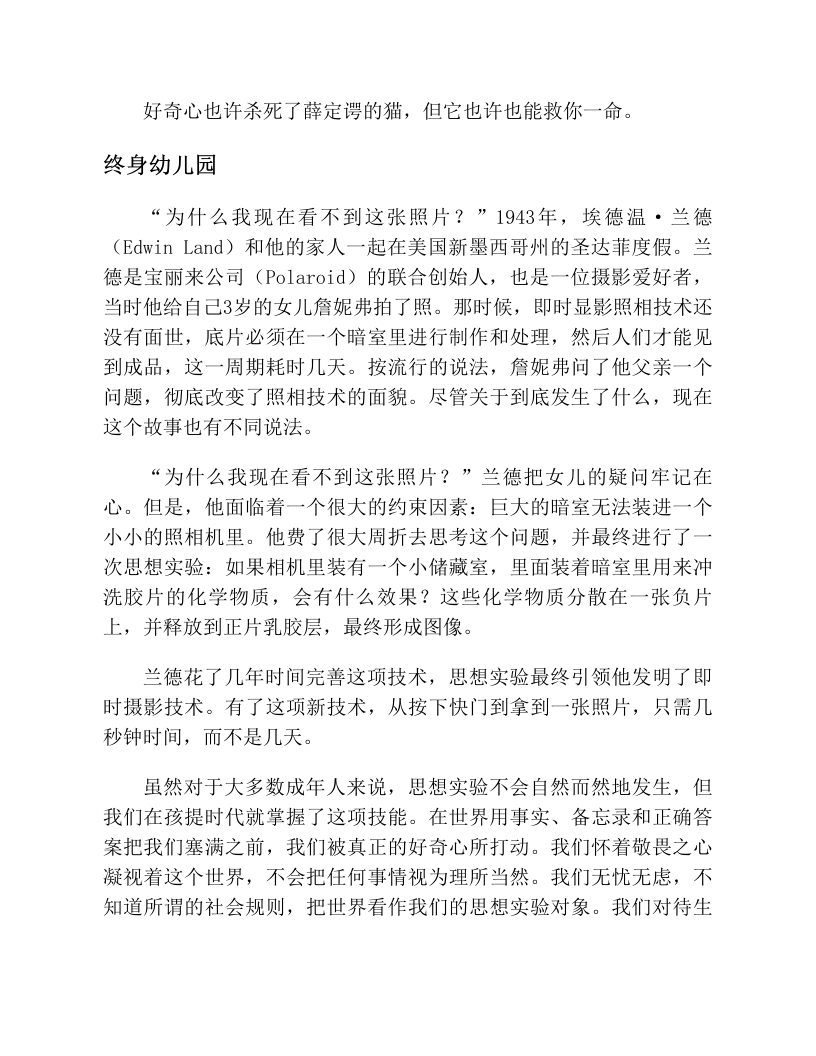 好奇心也许杀死了薛定谔的猫，但它也许也能救你一命。
终身幼儿园
“为什么我现在看不到这张照片？”1943年，埃德温·兰德
（Edwin Land）和他的家人一起在美国新墨西哥州的圣达菲度假。兰
德是宝丽来公司（Polaroid）的联合创始人，也是一位摄影爱好者，
当时他给自己3岁的女儿詹妮弗拍了照。那时候，即时显影照相技术还
没有面世，底片必须在一个暗室里进行制作和处理，然后人们才能见
到成品，这一周期耗时几天。按流行的说法，詹妮弗问了他父亲一个
问题，彻底改变了照相技术的面貌。尽管关于到底发生了什么，现在
这个故事也有不同说法。
“为什么我现在看不到这张照片？”兰德把女儿的疑问牢记在
心。但是，他面临着一个很大的约束因素：巨大的暗室无法装进一个
小小的照相机里。他费了很大周折去思考这个问题，并最终进行了一
次思想实验：如果相机里装有一个小储藏室，里面装着暗室里用来冲
洗胶片的化学物质，会有什么效果？这些化学物质分散在一张负片
上，并释放到正片乳胶层，最终形成图像。
兰德花了几年时间完善这项技术，思想实验最终引领他发明了即
时摄影技术。有了这项新技术，从按下快门到拿到一张照片，只需几
秒钟时间，而不是几天。
虽然对于大多数成年人来说，思想实验不会自然而然地发生，但
我们在孩提时代就掌握了这项技能。在世界用事实、备忘录和正确答
案把我们塞满之前，我们被真正的好奇心所打动。我们怀着敬畏之心
凝视着这个世界，不会把任何事情视为理所当然。我们无忧无虑，不
知道所谓的社会规则，把世界看作我们的思想实验对象。我们对待生